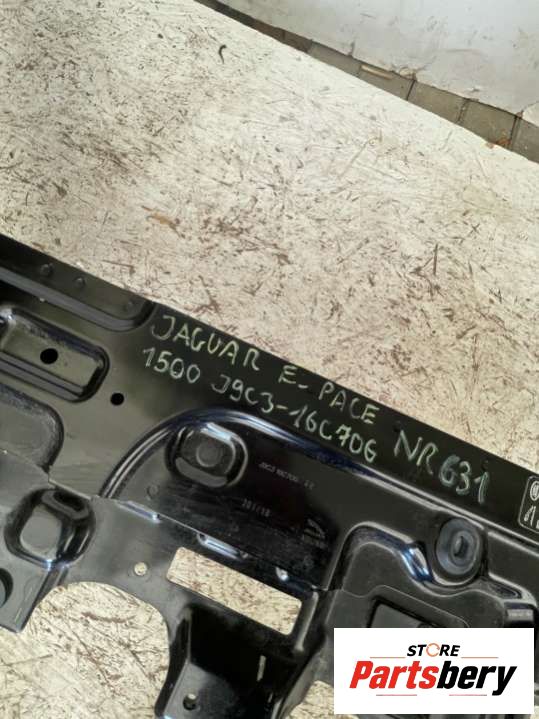 JAGUAR E-PACE
1500 J9C3-16C706 NR631
STORE
Partsbery